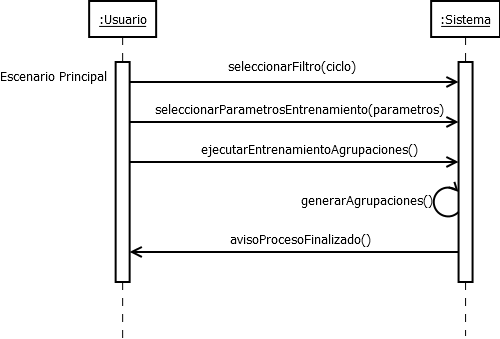 :Usuario
:Sistema
Escenario Principal
seleccionarFiltro(ciclo)
seleccionarParametrosEntrenamiento(parametros)
ejecutarEntrenamientoAgrupaciones()
generarAgrupaciones()
avisoProcesoFinalizado()